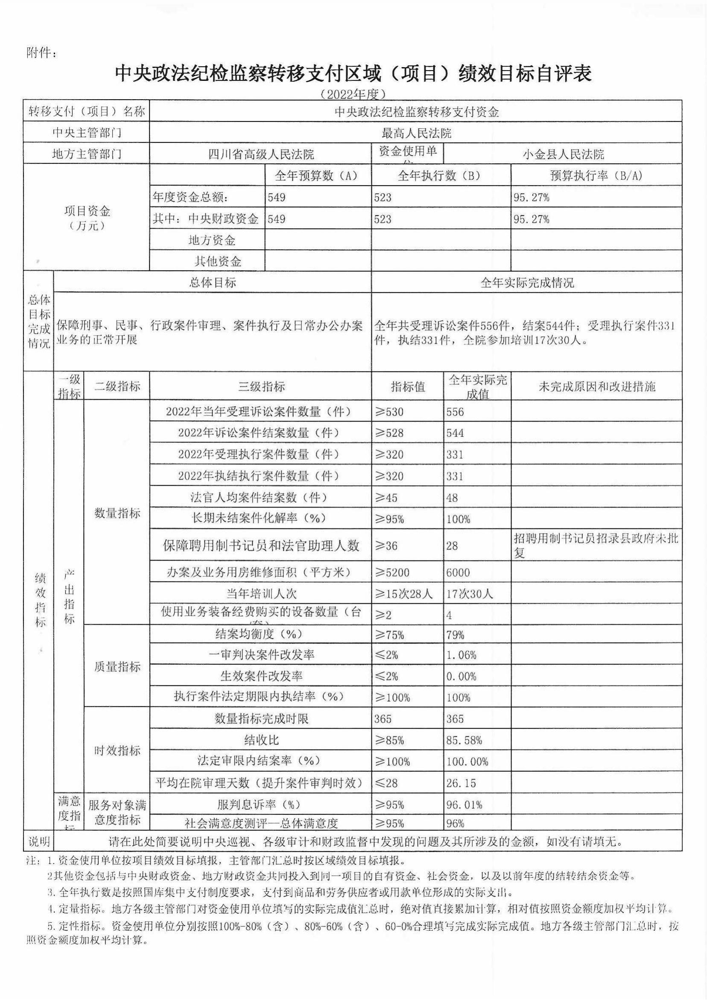 附件：
中央政法纪检监察转移支付区域（项目）绩效目标自评表
（2022年度）
转移支付（项目）名称 中央政法纪检监察转移支付资金
中央主管部门 最高人民法院
地方主管部门 四川省高级人民法院 资金使用单 小金县人民法院
全年预算数（A） 全年执行数（B） 预算执行率（B/A)
项目资金
（万元）
年度资金总额： 549 523 95.27%
其中：中央财政资金 549 523 95.27%
地方资金
其他资金
总体
目标
完成
情况
总体目标 全年实际完成情况
保障刑事、民事、行政案件审理、案件执行及日常办公办案
业务的正常开展
全年共受理诉讼案件556件，结案544件；受理执行案件331
件，执结331件，全院参加培训17次30人。
绩
效
指
标
一级
指标
二级指标 三级指标 指标值 全年实际完
成值
未完成原因和改进措施
产
出
指
标
数量指标
2022年当年受理诉讼案件数量（件） ≥530 556
2022年诉讼案件结案数量（件） ≥528 544
2022年受理执行案件数量（件） ≥320 331
2022年执结执行案件数量（件） ≥320 331
法官人均案件结案数（件） ≥45 48
长期未结案件化解率（%） ≥95% 100%
保障聘用制书记员和法官助理人数 ≥36 28 招聘用制书记员招录县政府未批
复
办案及业务用房维修面积（平方米） ≥5200 6000
当年培训人次 ≥15次28人 17次30人
使用业务装备经费购买的设备数量（台 ≥2 4
质量指标
结案均衡度（%） ≥75% 79%
一审判决案件改发率 ≤2% 1.06%
生效案件改发率 ≤2% 0.00%
执行案件法定期限内执结率（%） ≥100% 100%
时效指标
数量指标完成时限 365 365
结收比 ≥85% 85.58%
法定审限内结案率（%） ≥100% 100.00%
平均在院审理天数（提升案件审判时效） ≤28 26.15
满意
度指
服务对象满
意度指标
服判息诉率（%） ≥95% 96.01%
社会满意度测评—总体满意度 ≥95% 96%
说明 请在此处简要说明中央巡视、各级审计和财政监督中发现的问题及其所涉及的金额，如没有请填无。
注：1.资金使用单位按项目绩效目标填报，主管部门汇总时按区域绩效目标填报。
2其他资金包括与中央财政资金、地方财政资金共同投入到同一项目的自有资金、社会资金，以及以前年度的结转结余资金等。
3.全年执行数是按照国库集中支付制度要求，支付到商品和劳务供应者或用款单位形成的实际支出。
4.定量指标。地方各级主管部门对资金使用单位填写的实际完成值汇总时，绝对值直接累加计算，相对值按照资金额度加权平均计算。
5.定性指标。资金使用单位分别按照100%-80%（含）、80%-60%（含）、60-0%合理填写完成实际完成值。地方各级主管部门汇总时，按
照资金额度加权平均计算。